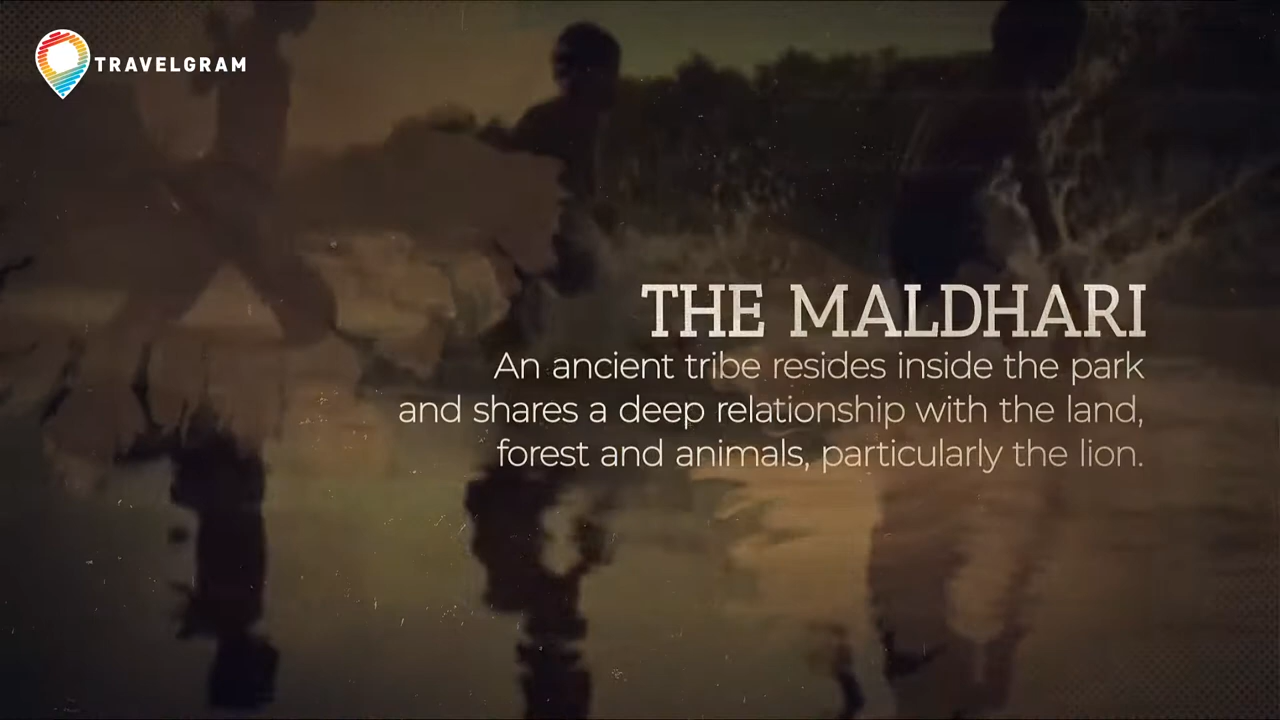 TRAVELGRAM
THE MALDHARI
An ancient tribe resides inside the park
and shares a deep relationship with the land,
forest and animals, particularly the lion.